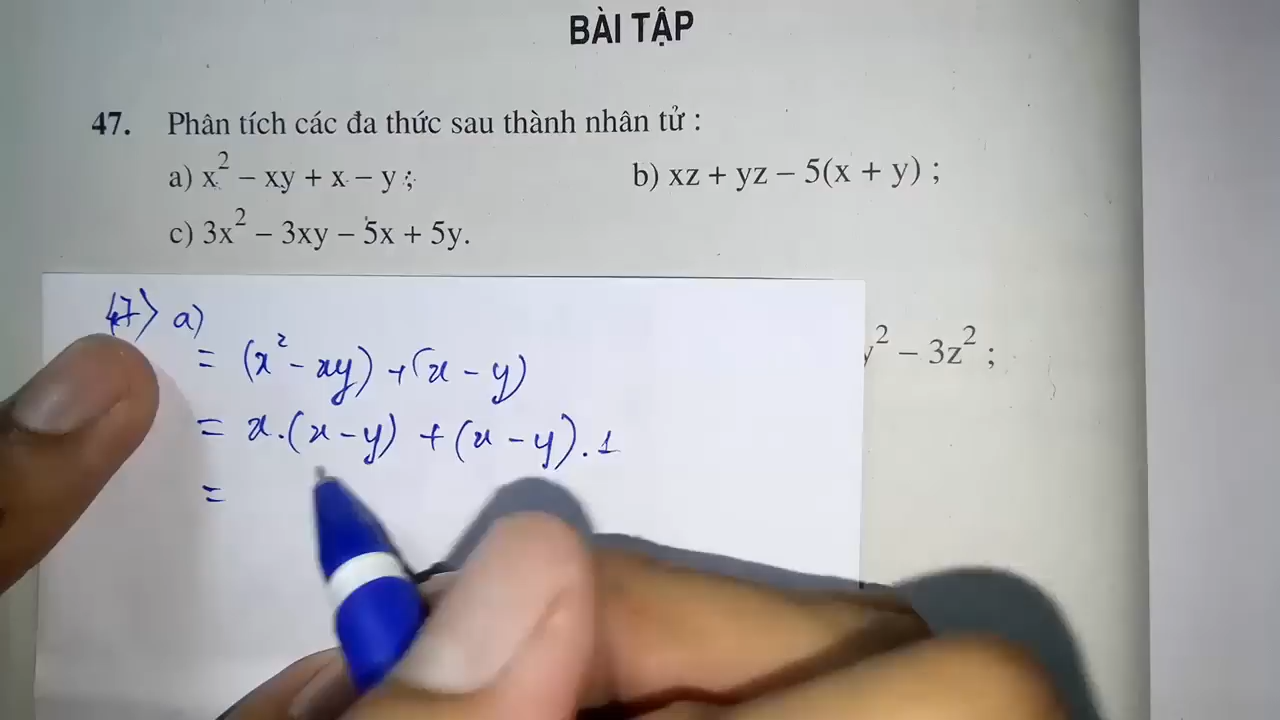 BÀI TẬP
47. Phân tích các đa thức sau thành nhân tử :
a) x² – xy + x – y ; b) xz + yz – 5(x + y) ;
c) 3x² – 3xy – 5x + 5y.
47> a)
= (x² - xy) + (x - y)
y² – 3z² ;
= x.(x - y) + (x - y).1
=